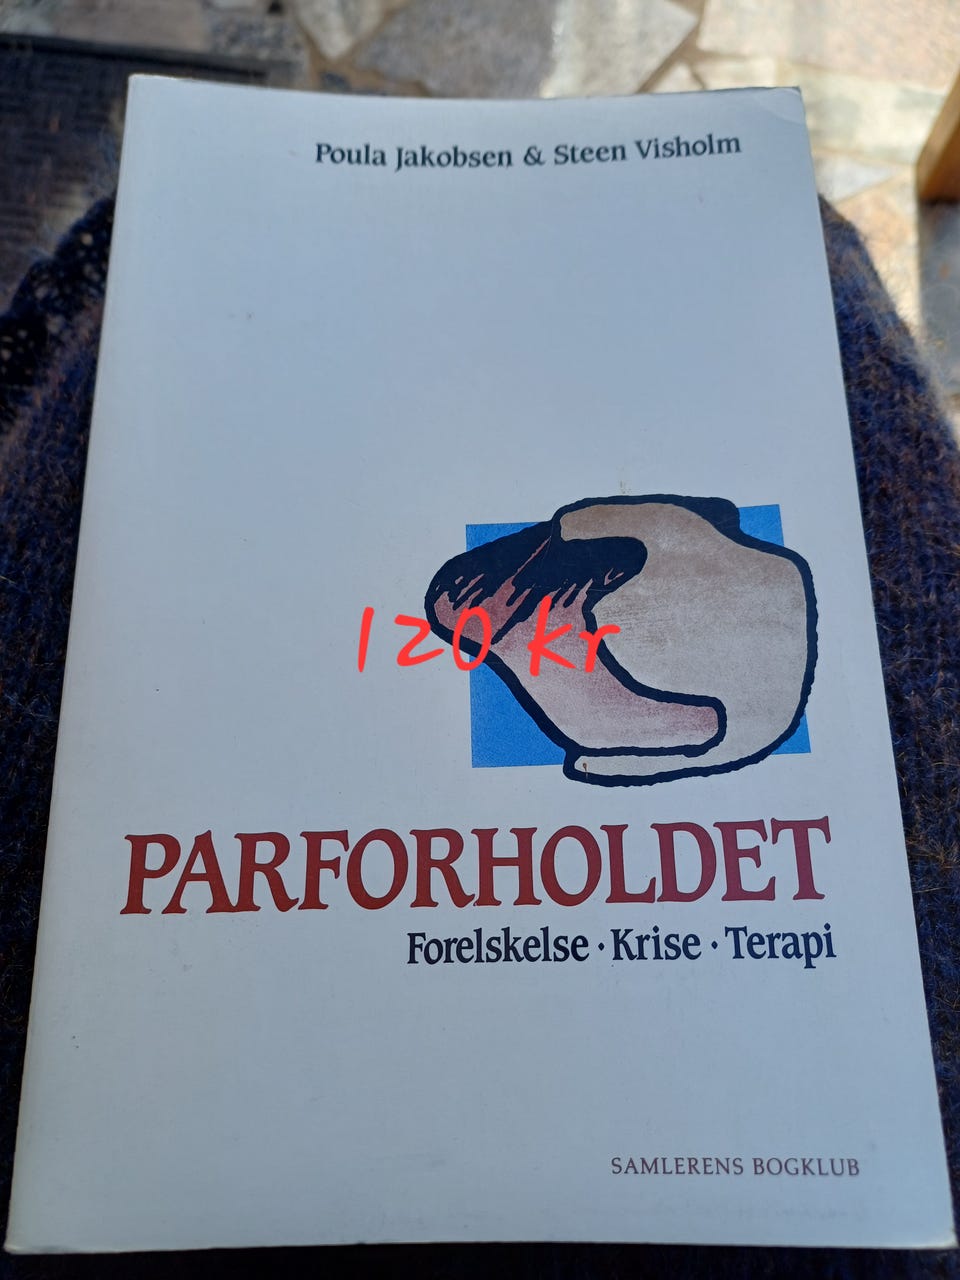 Poula Jakobsen & Steen Visholm
120 kr
PARFORHOLDET
Forelskelse · Krise · Terapi
SAMLERENS BOGKLUB